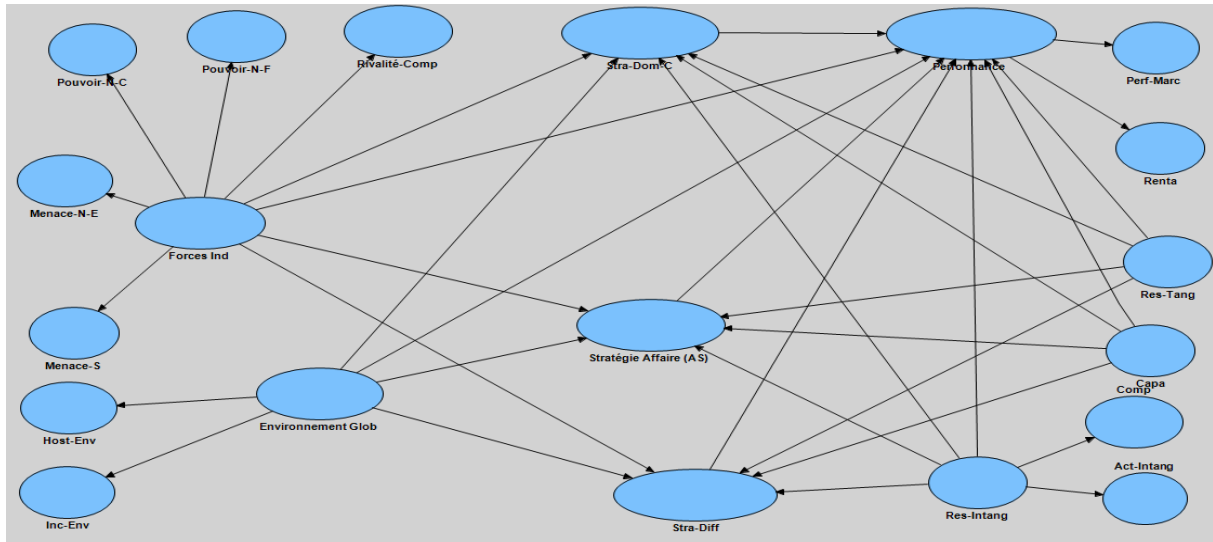 Pouvoir-N-C
Pouvoir-N-F
Rivalité-Comp
Stra-Dom-C
Performance
Perf-Marc
Renta
Menace-N-E
Forces Ind
Res-Tang
Menace-S
Stratégie Affaire (AS)
Capa
Comp
Host-Env
Environnement Glob
Act-Intang
Inc-Env
Stra-Diff
Res-Intang